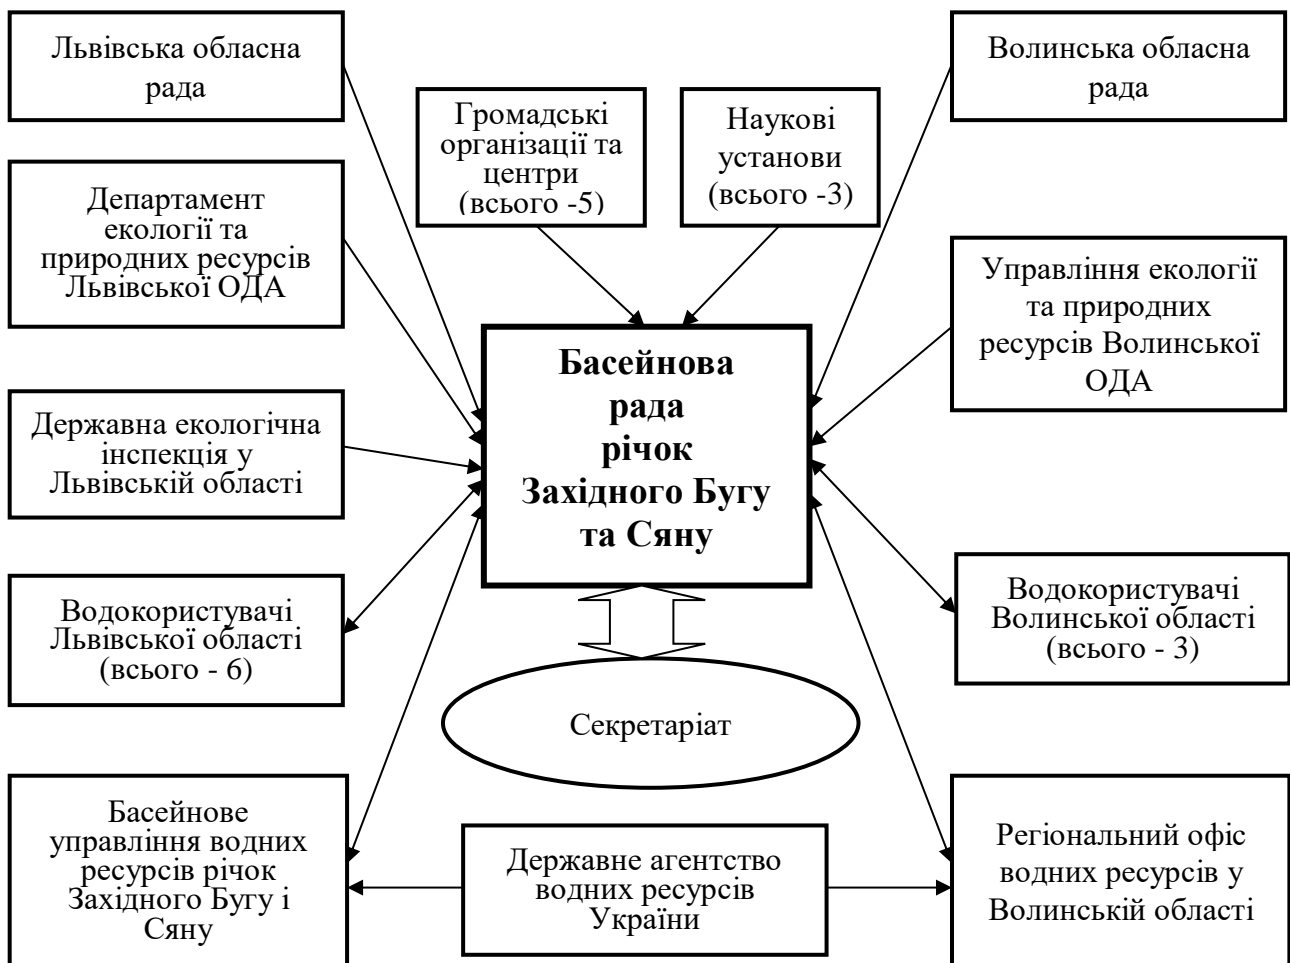 Львівська обласна
рада
Волинська обласна
рада
Громадські
організації та
центри
(всього -5)
Наукові
установи
(всього -3)
Департамент
екології та
природних ресурсів
Львівської ОДА
Управління екології
та природних
ресурсів Волинської
ОДА
Басейнова
рада
річок
Західного Бугу
та Сяну
Державна екологічна
інспекція у
Львівській області
Водокористувачі
Львівської області
(всього - 6)
Водокористувачі
Волинської області
(всього - 3)
Секретаріат
Басейнове
управління водних
ресурсів річок
Західного Бугу і
Сяну
Державне агентство
водних ресурсів
України
Регіональний офіс
водних ресурсів у
Волинській області